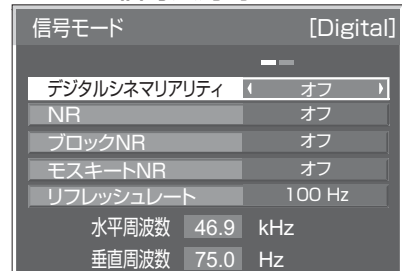 信号モード [Digital]
デジタルシネマリアリティ オフ
NR オフ
ブロックNR オフ
モスキートNR オフ
リフレッシュレート 100 Hz
水平周波数 46.9 kHz
垂直周波数 75.0 Hz